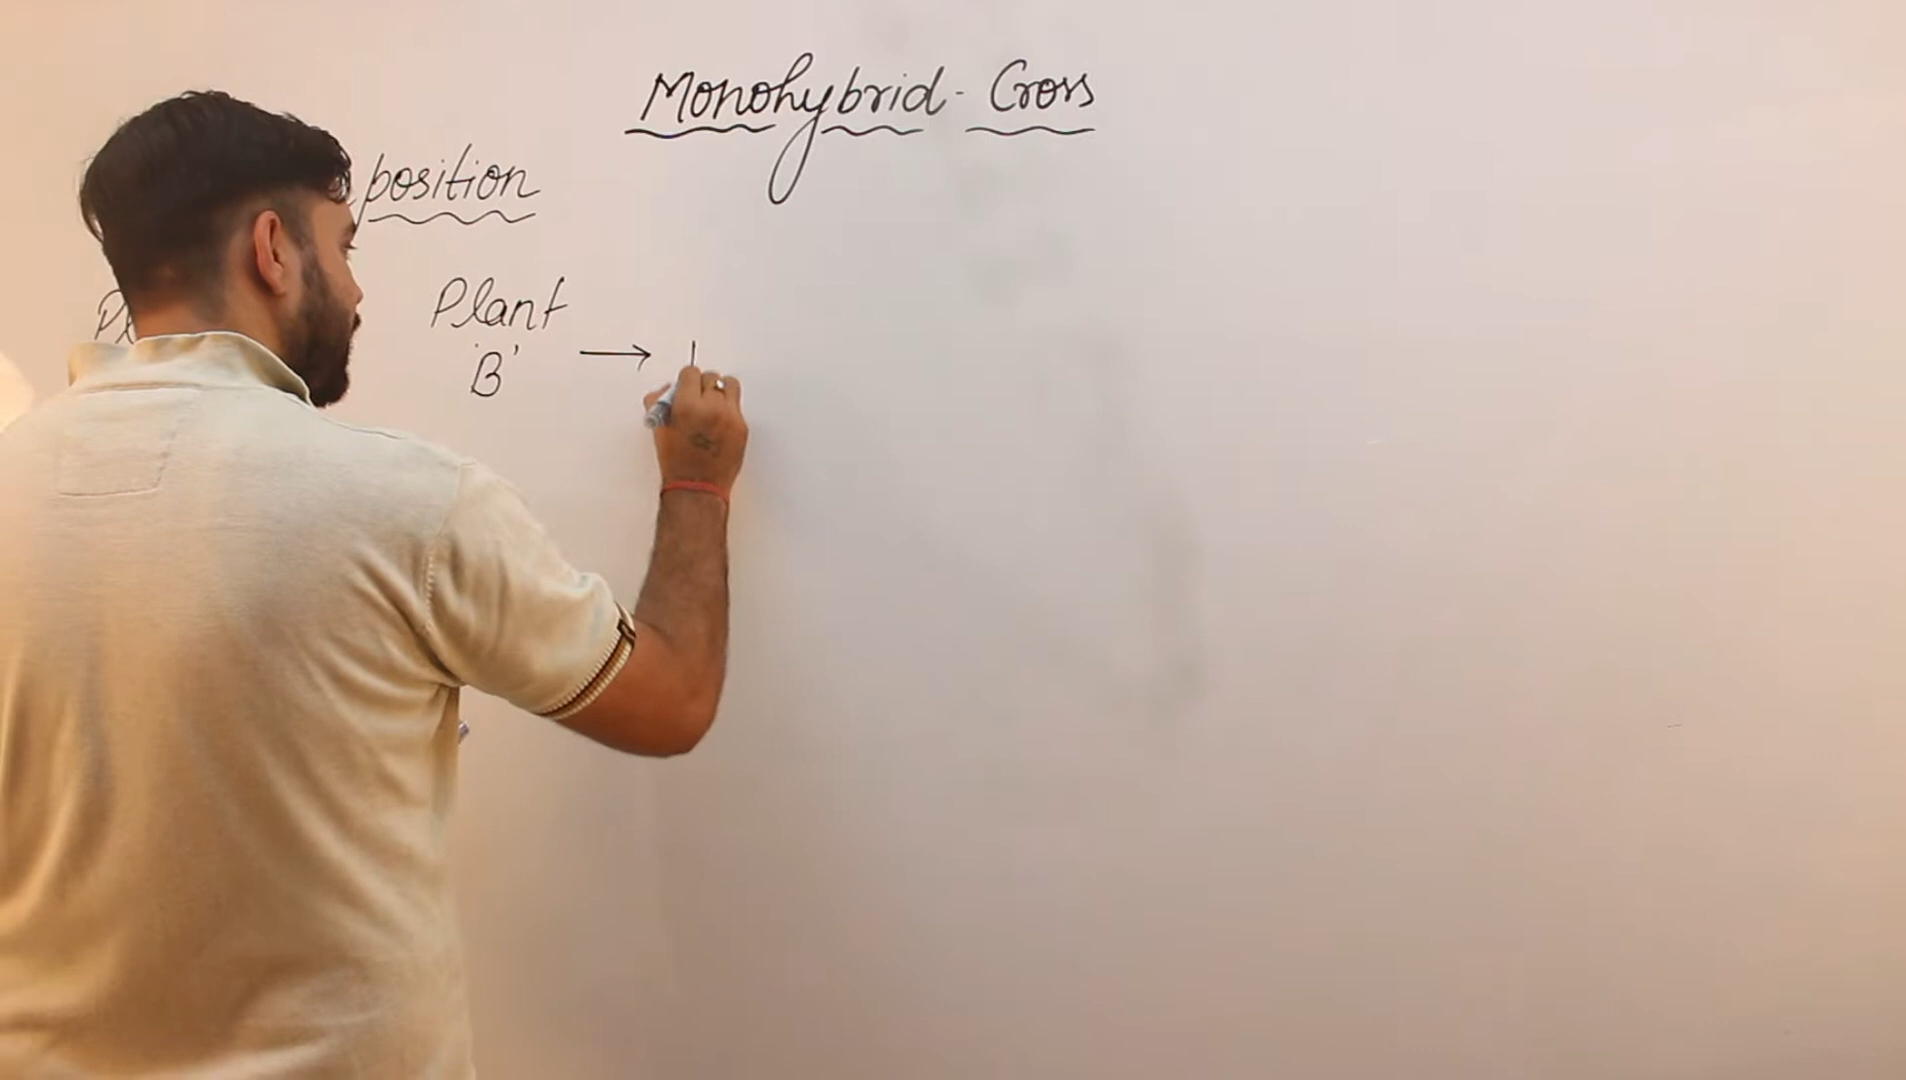 Monohybrid - Cross
position
Plant
'B' →